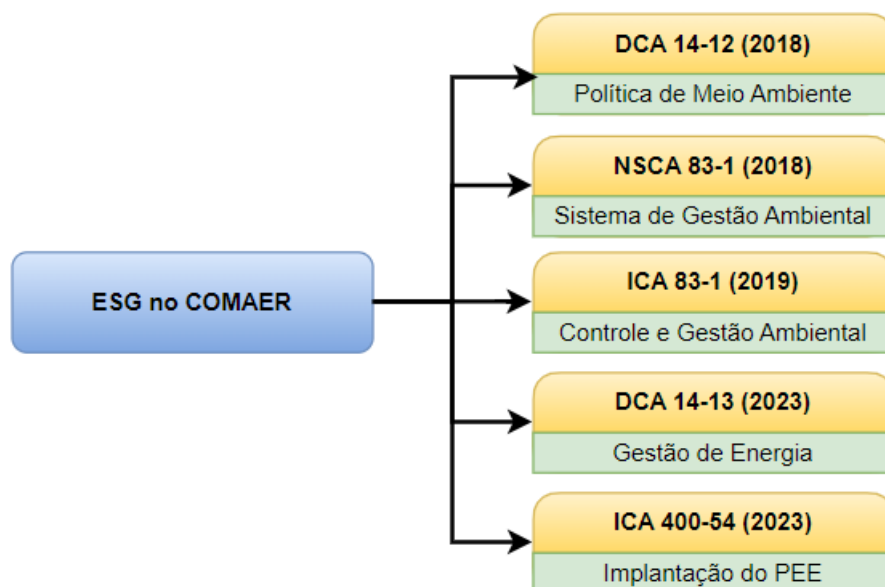 ESG no COMAER
DCA 14-12 (2018)
Política de Meio Ambiente
NSCA 83-1 (2018)
Sistema de Gestão Ambiental
ICA 83-1 (2019)
Controle e Gestão Ambiental
DCA 14-13 (2023)
Gestão de Energia
ICA 400-54 (2023)
Implantação do PEE